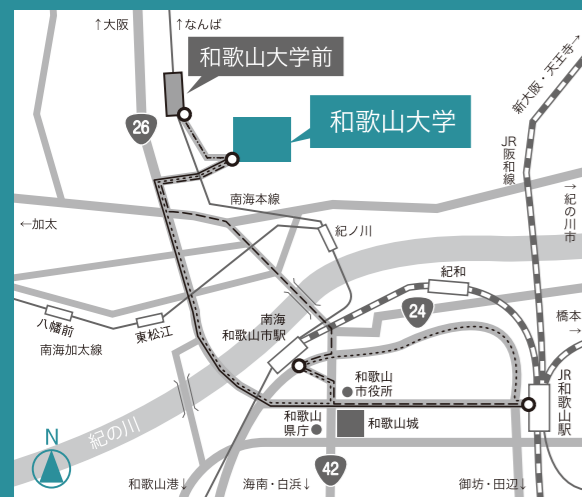 ↑大阪
↑なんば
和歌山大学前
新大阪・天王寺→
26
和歌山大学
JR
阪和線
→紀の川市
南海本線
←加太
紀ノ川
紀和
24
橋本→
八幡前
東松江
南海
和歌山市駅
南海加太線
和歌山
市役所
JR和歌山駅
和歌山
県庁
和歌山城
紀の川
N
42
和歌山港↓
海南・白浜↓
御坊・田辺↓